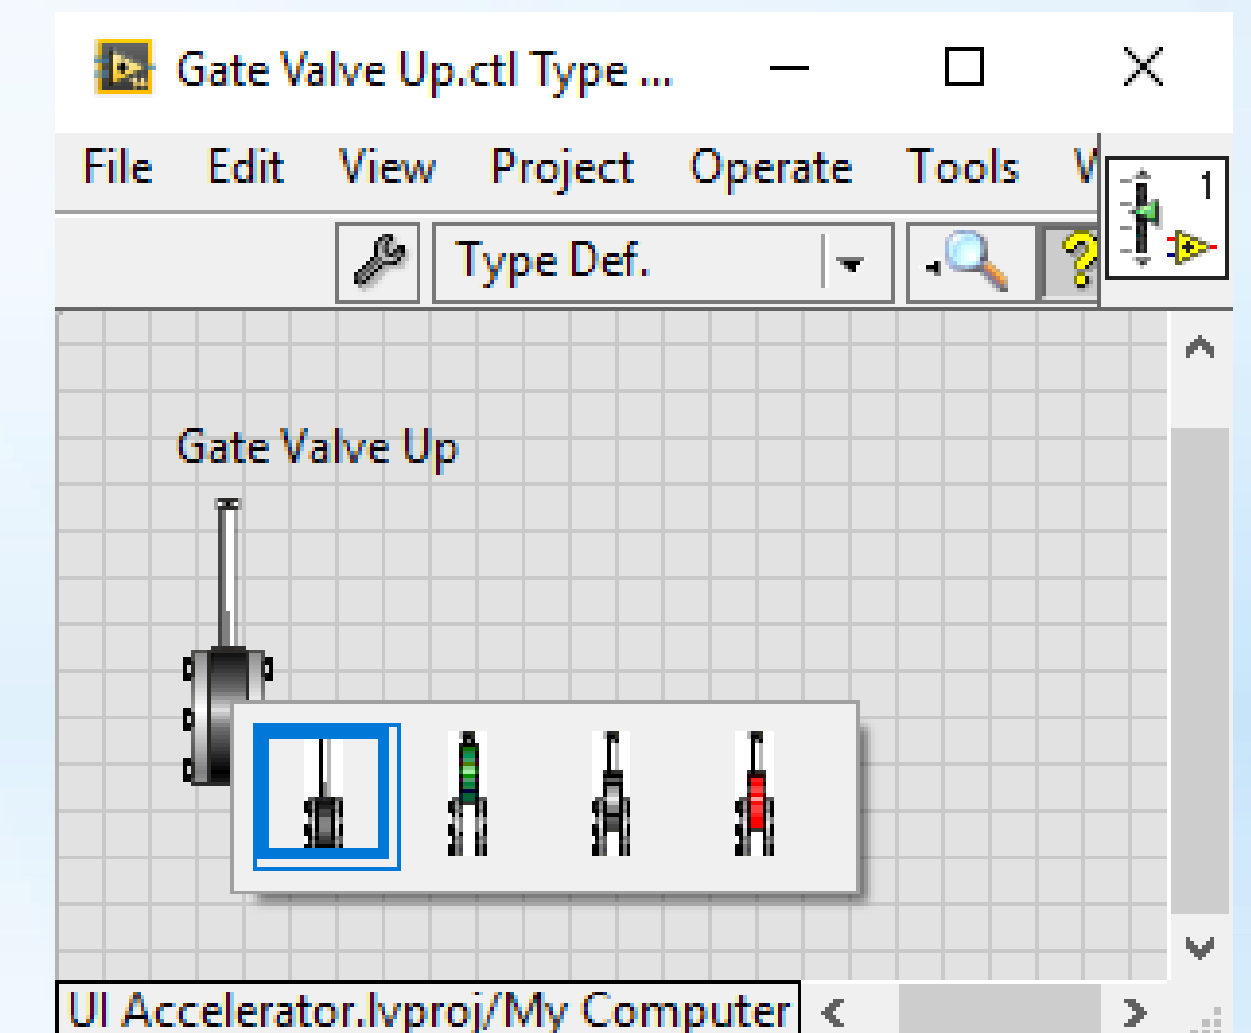 Gate Valve Up.ctl Type ...
File Edit View Project Operate Tools
1
Type Def.
?
Gate Valve Up
UI Accelerator.lvproj/My Computer